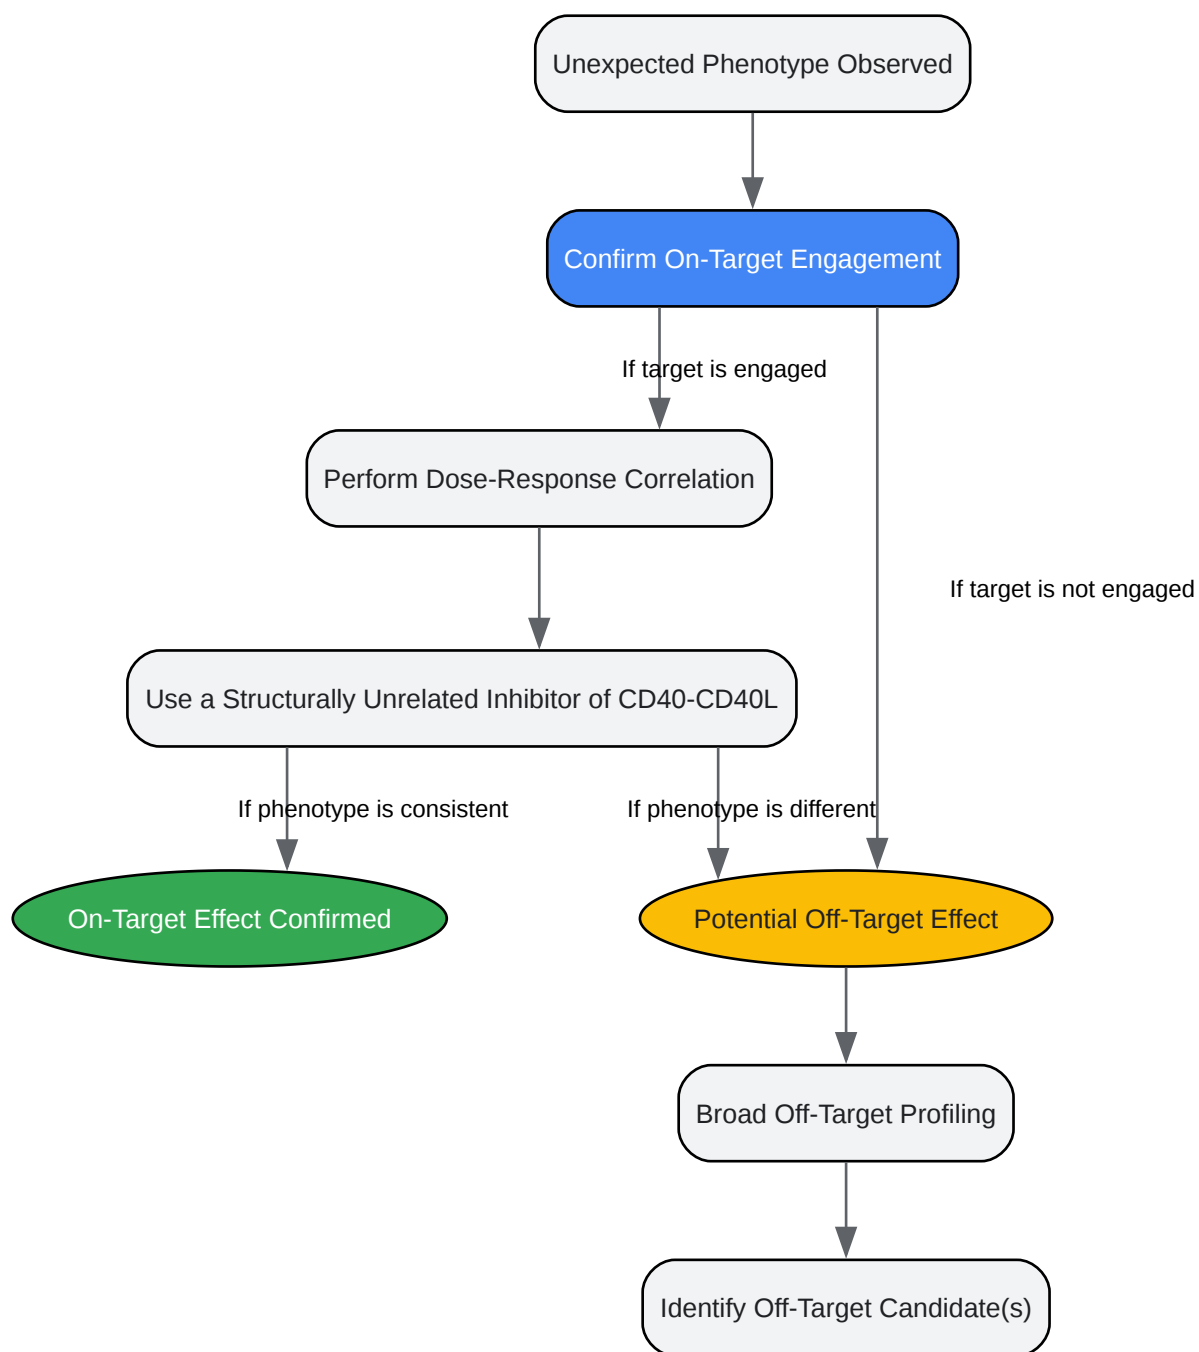 Unexpected Phenotype Observed
Confirm On-Target Engagement
If target is engaged
Perform Dose-Response Correlation
If target is not engaged
Use a Structurally Unrelated Inhibitor of CD40-CD40L
If phenotype is consistent
If phenotype is different
On-Target Effect Confirmed
Potential Off-Target Effect
Broad Off-Target Profiling
Identify Off-Target Candidate(s)